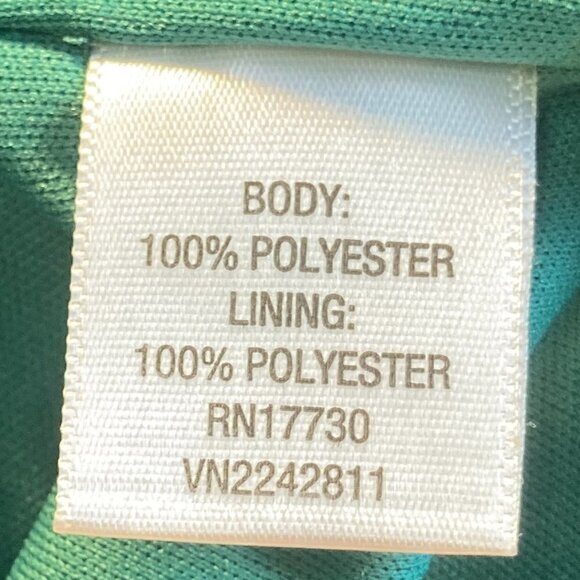 BODY:
100% POLYESTER
LINING:
100% POLYESTER
RN17730
VN2242811